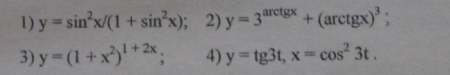 1) y = sin²x/(1 + sin²x); 2) y = 3^arctgx + (arctgx)³ ;
3) y = (1 + x²)^1 + 2x ; 4) y = tg3t, x = cos² 3t .